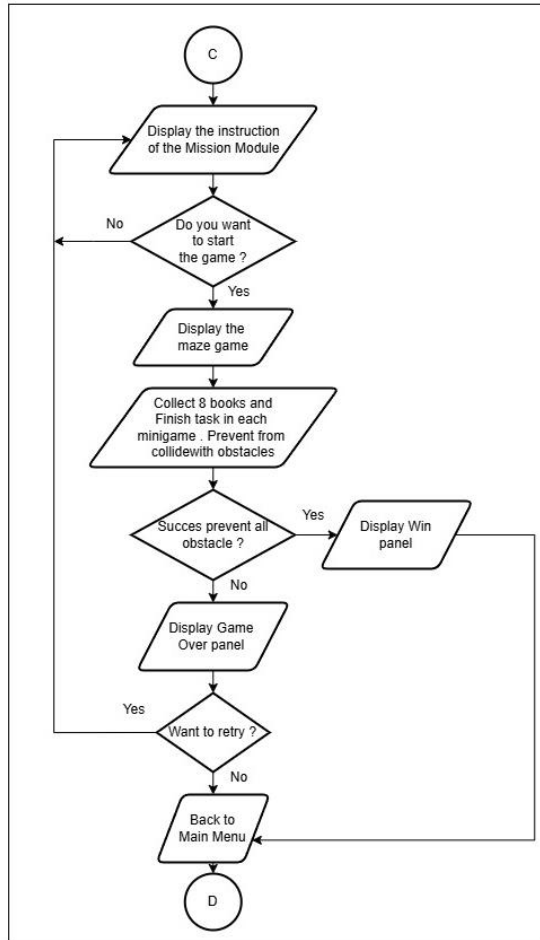 C
Display the instruction
of the Mission Module
No
Do you want
to start
the game ?
Yes
Display the
maze game
Collect 8 books and
Finish task in each
minigame . Prevent from
collidewith obstacles
Succes prevent all
obstacle ?
Yes
Display Win
panel
No
Display Game
Over panel
Yes
Want to retry ?
No
Back to
Main Menu
D